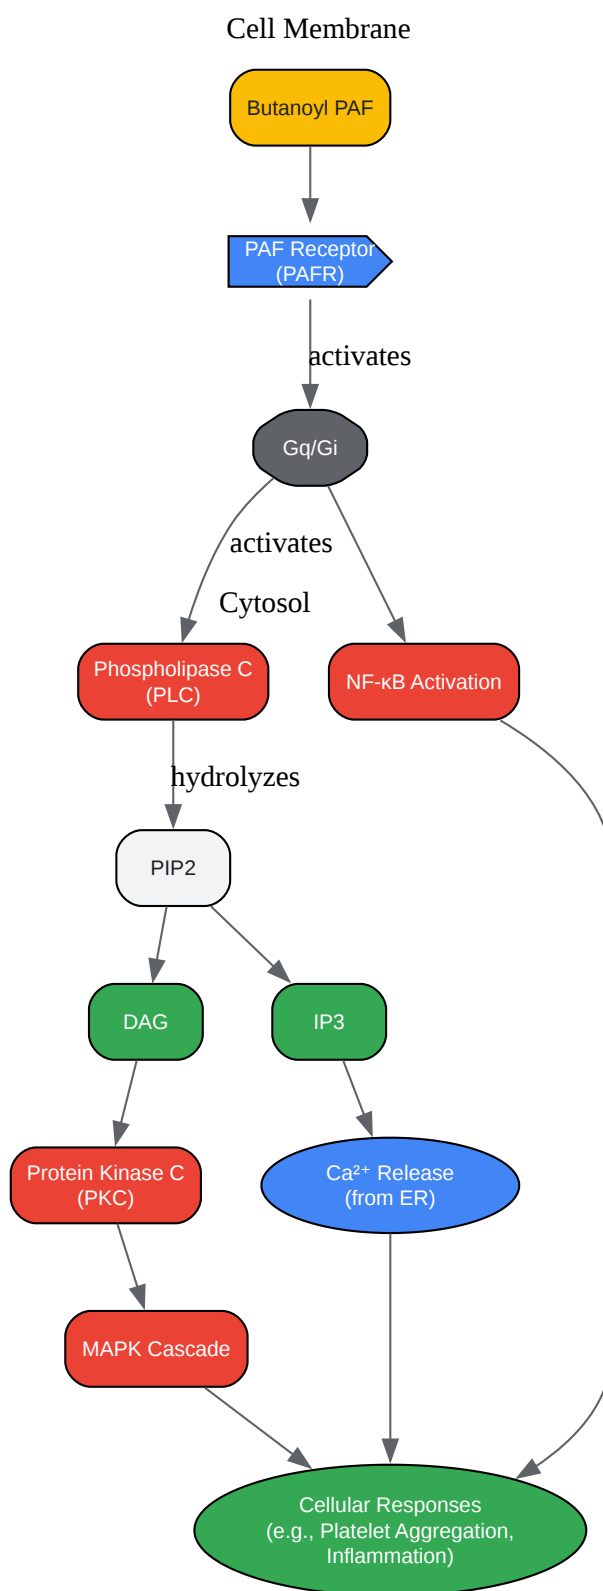 Cell Membrane
Butanoyl PAF
PAF Receptor
(PAFR)
activates
Gq/Gi
activates
Cytosol
Phospholipase C
(PLC)
NF-κB Activation
hydrolyzes
PIP2
DAG
IP3
Protein Kinase C
(PKC)
Ca²⁺ Release
(from ER)
MAPK Cascade
Cellular Responses
(e.g., Platelet Aggregation,
Inflammation)